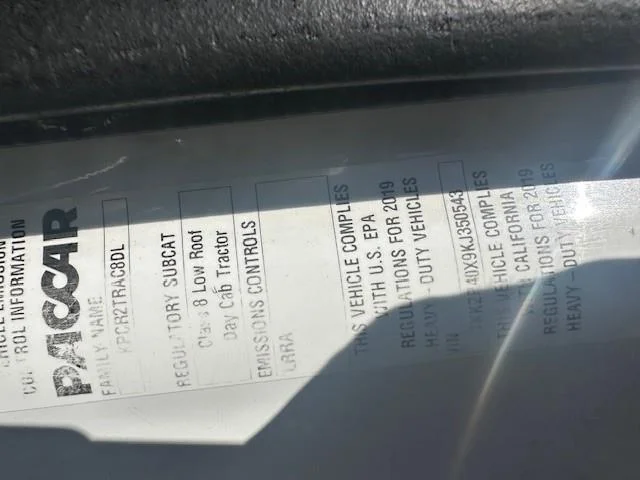 CONTROL INFORMATION
PACCAR
FAMILY NAME
KPCR2TRAC8DL
REGULATORY SUBCAT
Class 8 Low Roof
Day Cab Tractor
EMISSIONS CONTROLS
LRRA
THIS VEHICLE COMPLIES
WITH U.S. EPA
REGULATIONS FOR 2019
HEAVY-DUTY VEHICLES
VIN
40X9KJ350543
THIS VEHICLE COMPLIES
CALIFORNIA
REGULATIONS FOR 2019
HEAVY-DUTY VEHICLES